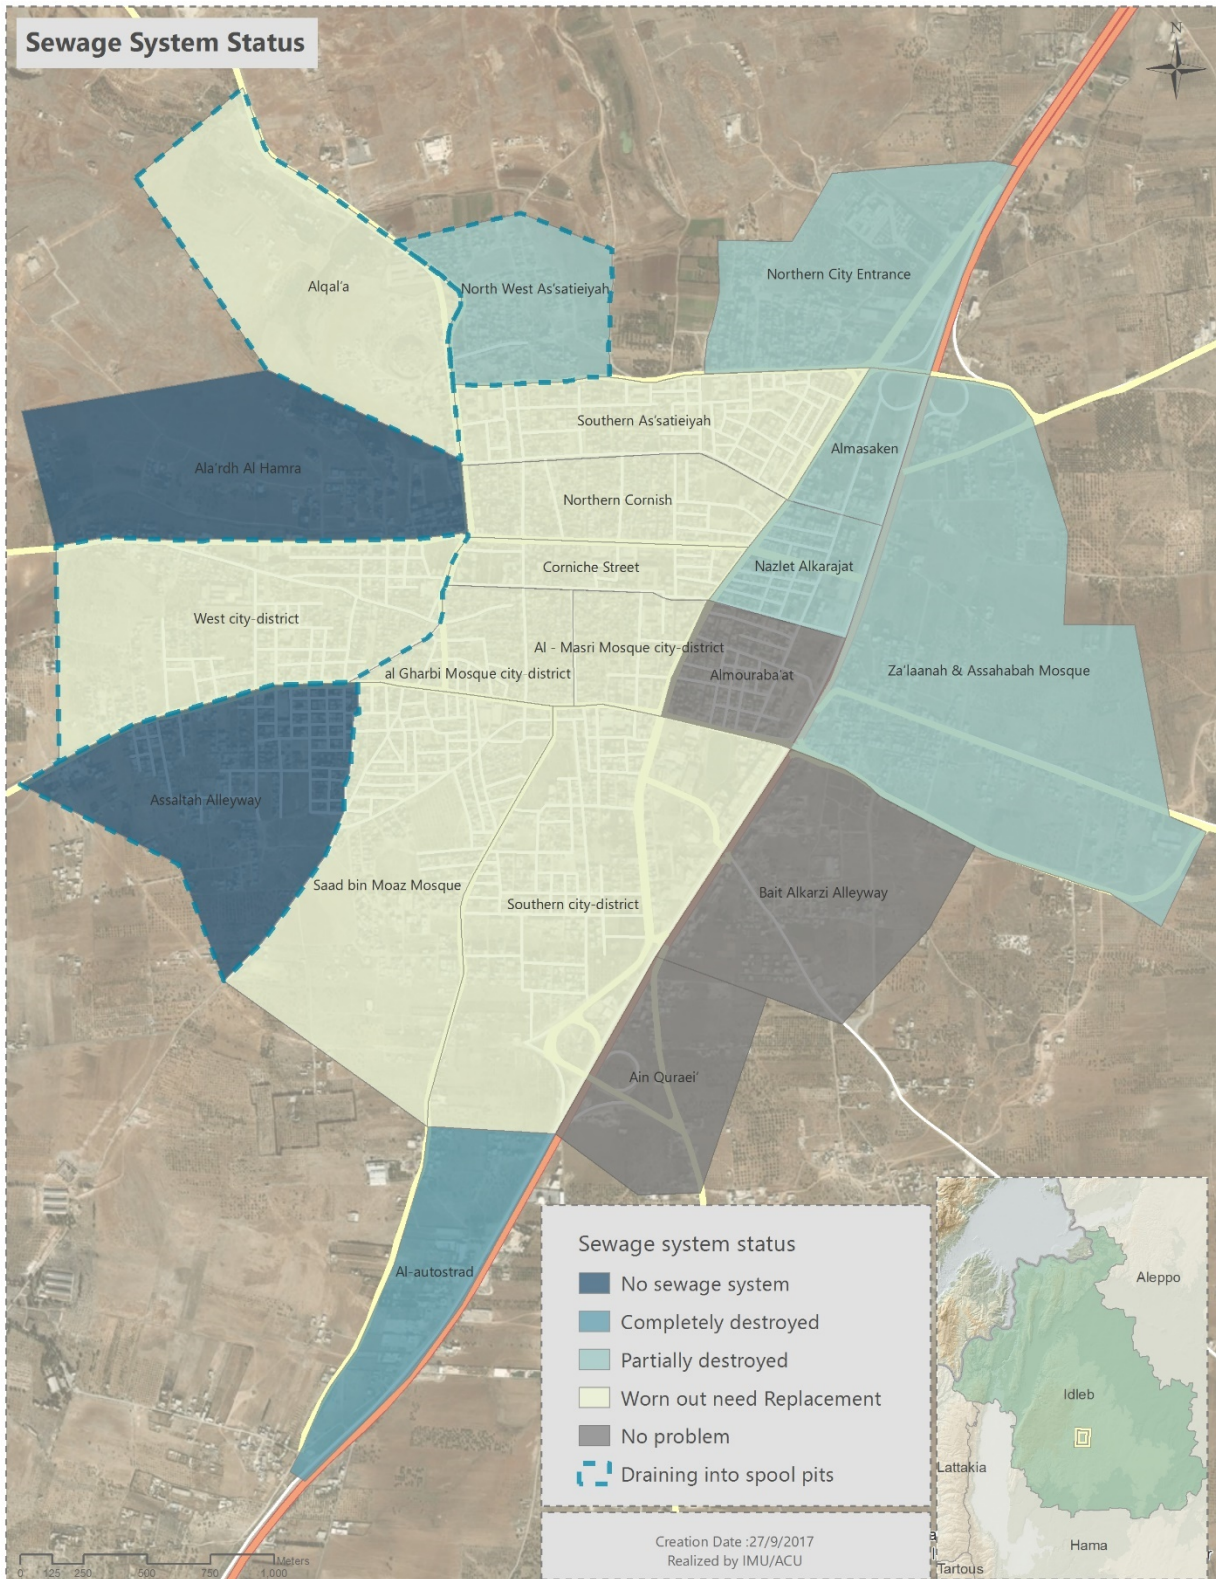 Sewage System Status
N
Alqal'a
North West As'satieiyah
Northern City Entrance
Southern As'satieiyah
Almasaken
Ala'rdh Al Hamra
Northern Cornish
Corniche Street
Nazlet Alkarajat
West city-district
Al - Masri Mosque city-district
al Gharbi Mosque city-district
Almouraba'at
Za'laanah & Assahabah Mosque
Assaltah Alleyway
Saad bin Moaz Mosque
Southern city-district
Bait Alkarzi Alleyway
Ain Quraei'
Al-autostrad
Sewage system status
No sewage system
Completely destroyed
Partially destroyed
Worn out need Replacement
No problem
Draining into spool pits
Creation Date :27/9/2017
Realized by IMU/ACU
Aleppo
Idleb
Lattakia
Hama
Tartous
Meters
0 125 250 500 750 1,000